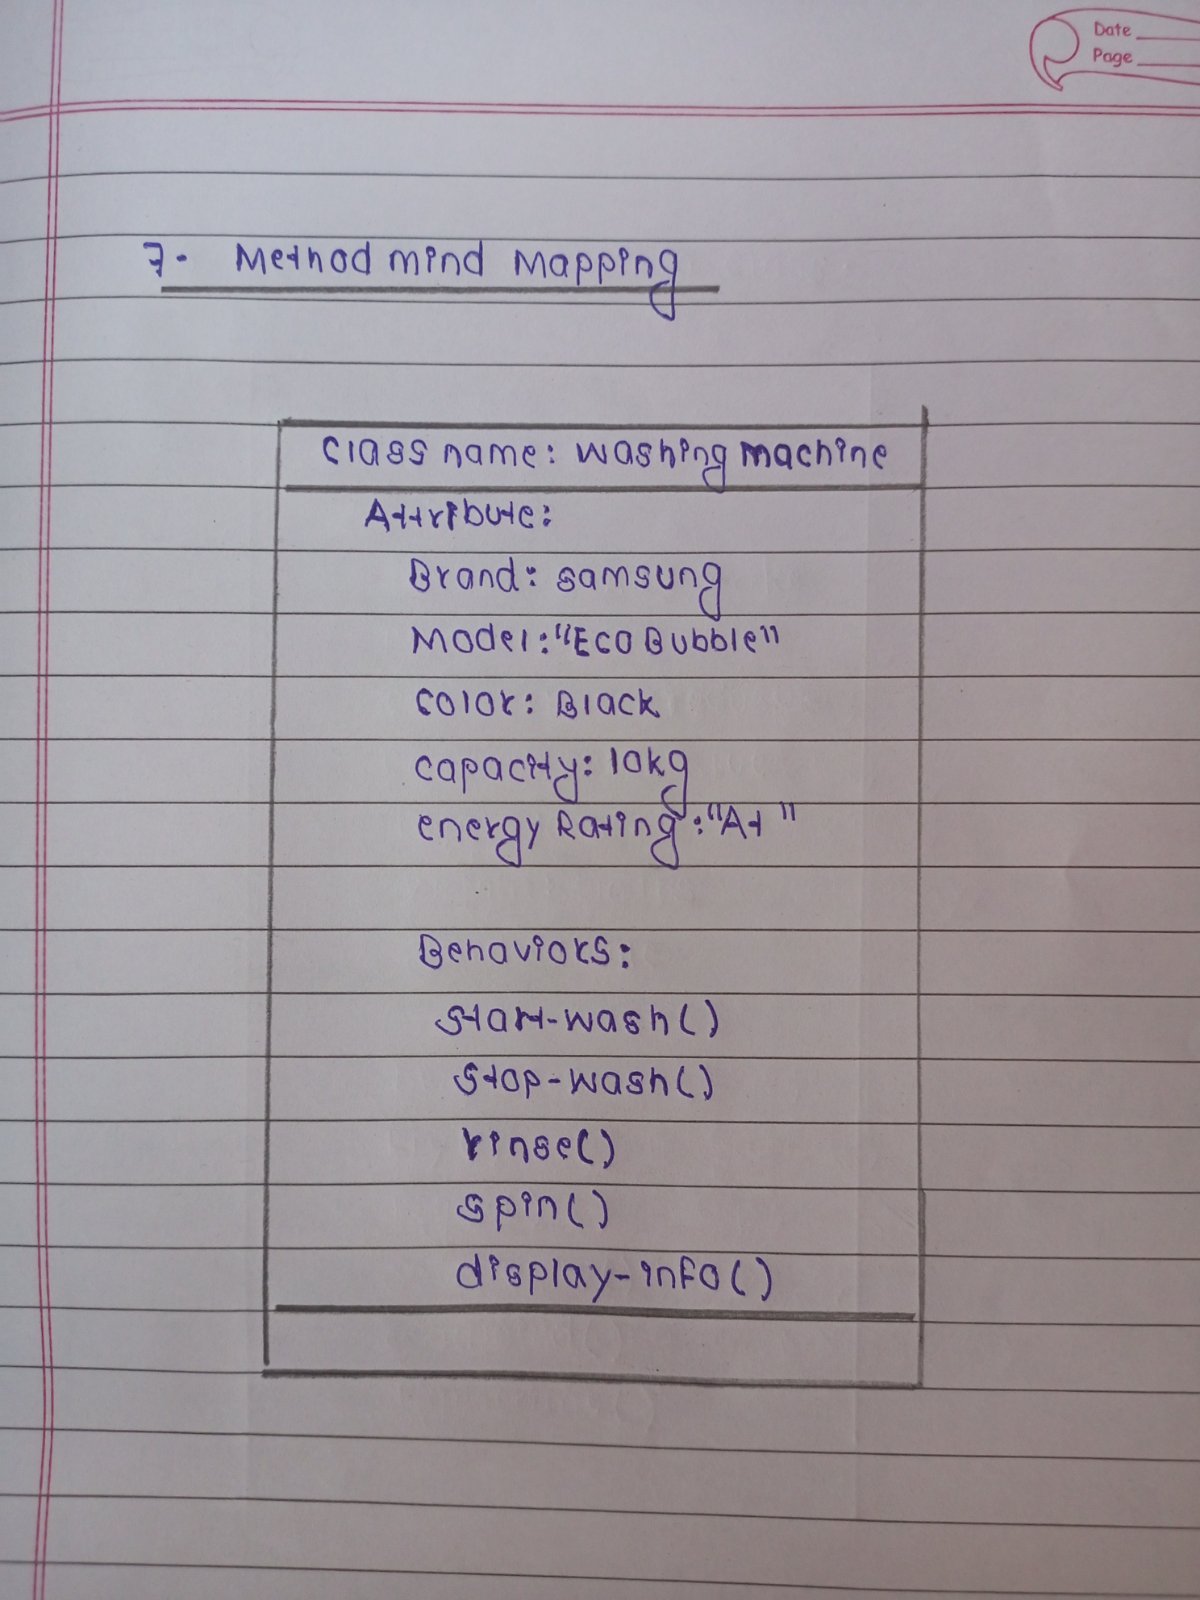 Date
Page
7. Method mind Mapping
Class name: Washing machine
Attribute:
Brand: Samsung
Model: "Eco Bubble"
Color: Black
Capacity: 10kg
energy Rating: "A+"
Behaviors:
start-wash()
stop-wash()
rinse()
spin()
display-info()